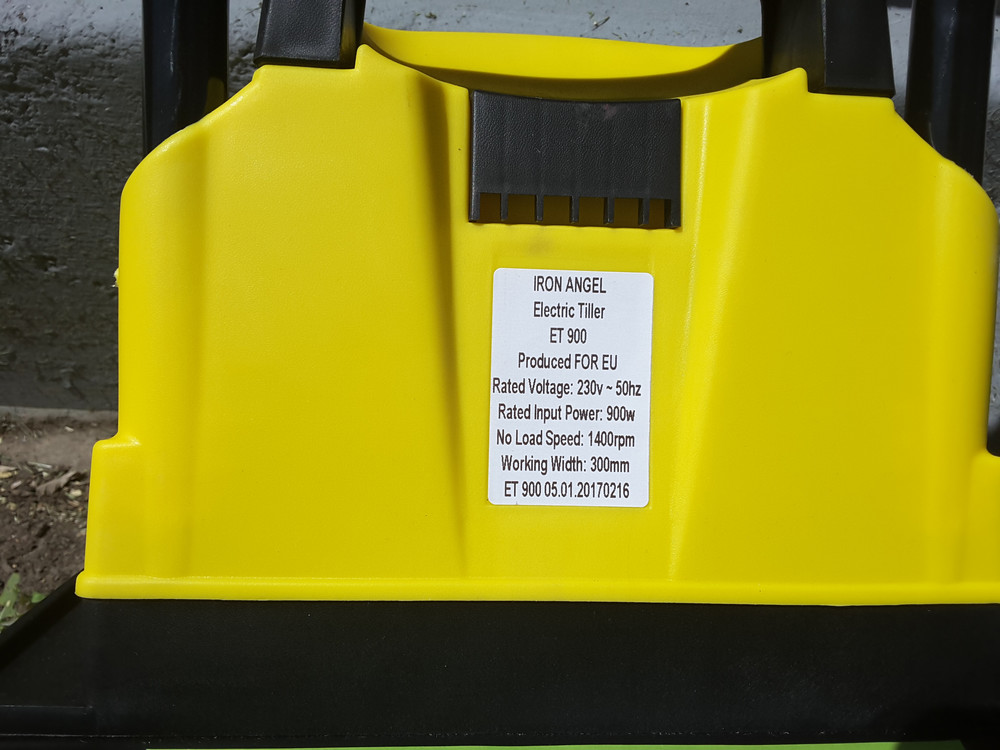 IRON ANGEL
Electric Tiller
ET 900
Produced FOR EU
Rated Voltage: 230v ~ 50hz
Rated Input Power: 900w
No Load Speed: 1400rpm
Working Width: 300mm
ET 900 05.01.20170216